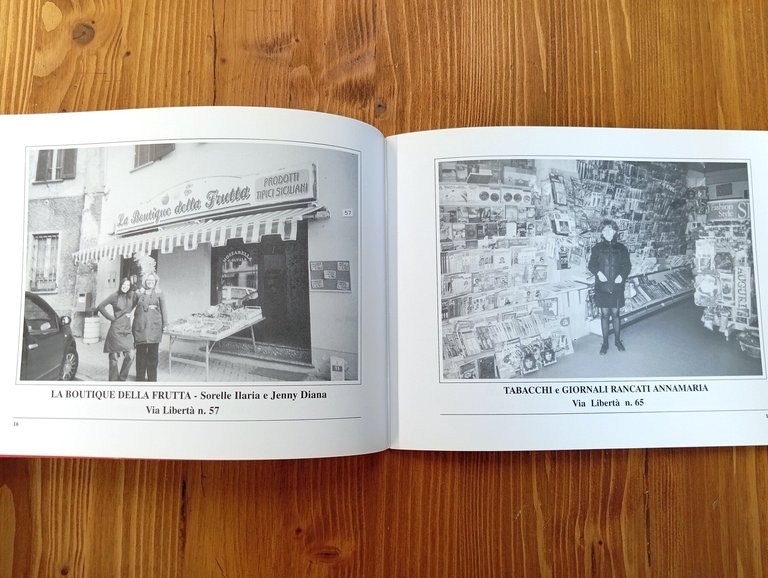 La Boutique della Frutta
PRODOTTI
TIPICI SICILIANI
57
MOZZARELLA
LA BOUTIQUE DELLA FRUTTA - Sorelle Ilaria e Jenny Diana
Via Libertà n. 57
16
TABACCHI e GIORNALI RANCATI ANNAMARIA
Via Libertà n. 65